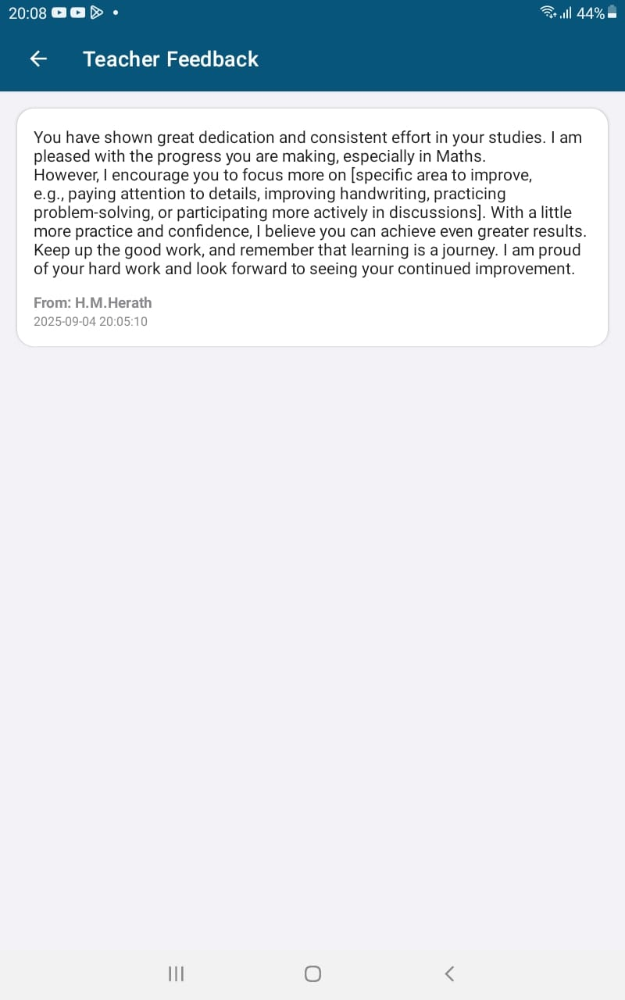 20:08
44%
Teacher Feedback
You have shown great dedication and consistent effort in your studies. I am
pleased with the progress you are making, especially in Maths.
However, I encourage you to focus more on [specific area to improve,
e.g., paying attention to details, improving handwriting, practicing
problem-solving, or participating more actively in discussions]. With a little
more practice and confidence, I believe you can achieve even greater results.
Keep up the good work, and remember that learning is a journey. I am proud
of your hard work and look forward to seeing your continued improvement.
From: H.M.Herath
2025-09-04 20:05:10